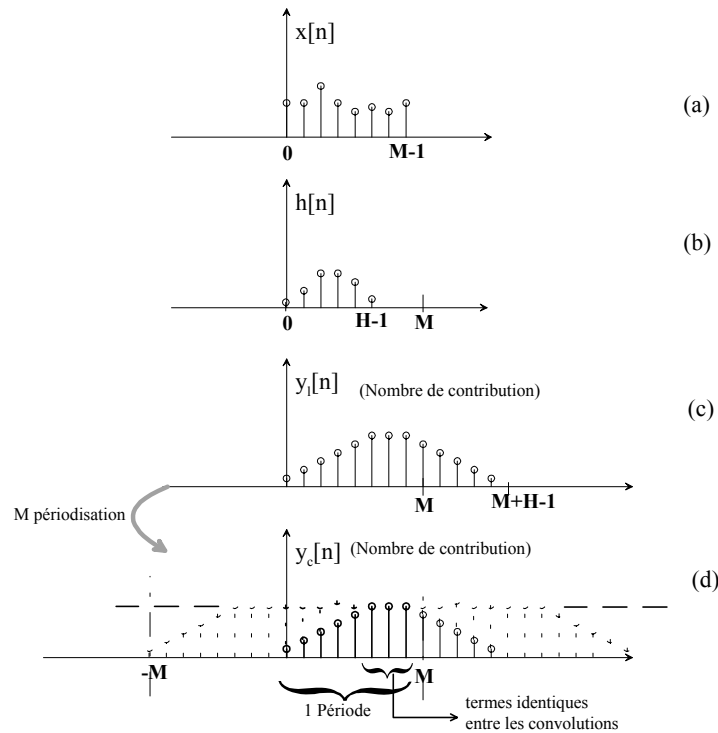 x[n]
(a)
0
M-1
h[n]
(b)
0
H-1
M
y_l[n]
(Nombre de contribution)
(c)
M
M+H-1
M périodisation
y_c[n]
(Nombre de contribution)
(d)
-M
M
1 Période
termes identiques
entre les convolutions